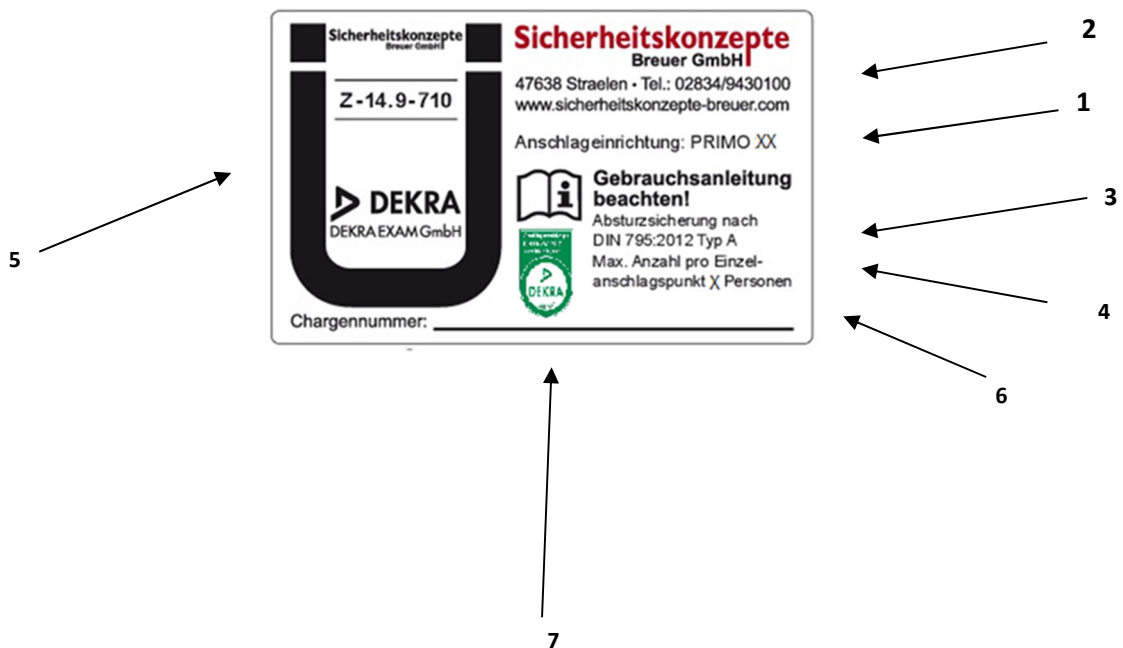 Sicherheitskonzepte
Breuer GmbH
Z-14.9-710
DEKRA
DEKRA EXAM GmbH
Sicherheitskonzepte
Breuer GmbH
47638 Straelen • Tel.: 02834/9430100
www.sicherheitskonzepte-breuer.com
Anschlageinrichtung: PRIMO XX
Gebrauchsanleitung
beachten!
Absturzsicherung nach
DIN 795:2012 Typ A
Max. Anzahl pro Einzel-
anschlagspunkt X Personen
DEKRA
Chargennummer:
2
1
3
4
5
6
7